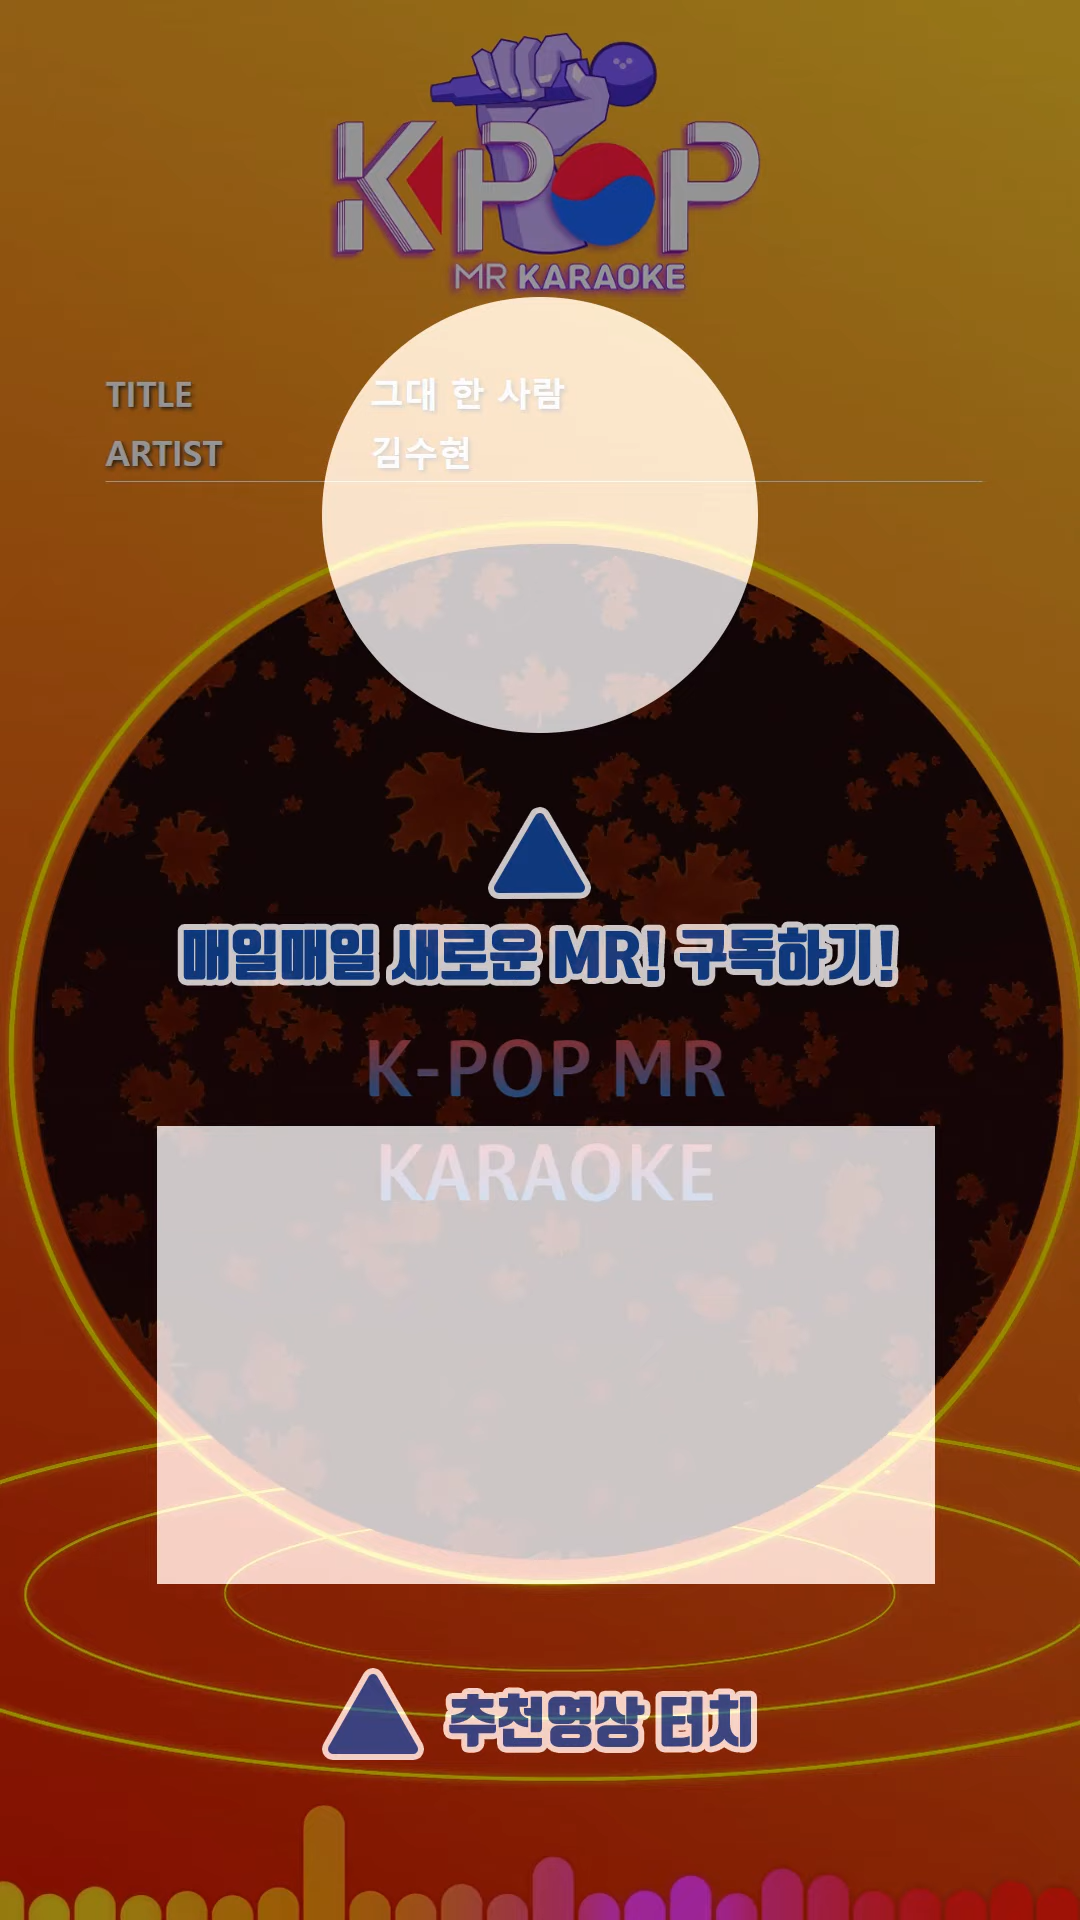 KPOP
MR KARAOKE
TITLE 그대 한 사람
ARTIST 김수현
매일매일 새로운 MR! 구독하기!
K-POP MR
KARAOKE
추천영상 터치